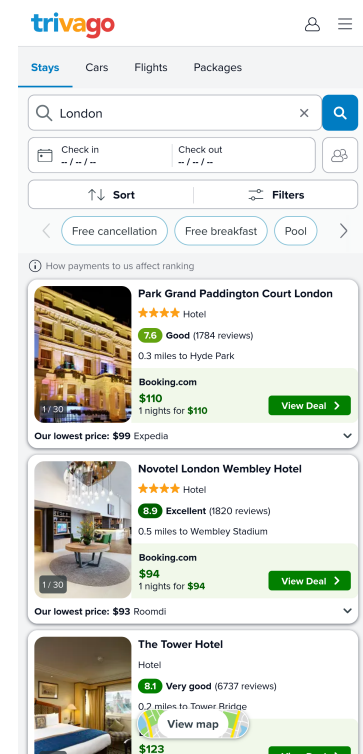 trivago
Stays Cars Flights Packages
London
Check in Check out
-- / -- / -- -- / -- / --
Sort Filters
Free cancellation Free breakfast Pool
How payments to us affect ranking
Park Grand Paddington Court London
Hotel
7.6 Good (1784 reviews)
0.3 miles to Hyde Park
Booking.com
$110
1 nights for $110
View Deal
1 / 30
Our lowest price: $99 Expedia
Novotel London Wembley Hotel
Hotel
8.9 Excellent (1820 reviews)
0.5 miles to Wembley Stadium
Booking.com
$94
1 nights for $94
View Deal
1 / 30
Our lowest price: $93 Roomdi
The Tower Hotel
Hotel
8.1 Very good (6737 reviews)
0.2 miles to Tower Bridge
View map
$123